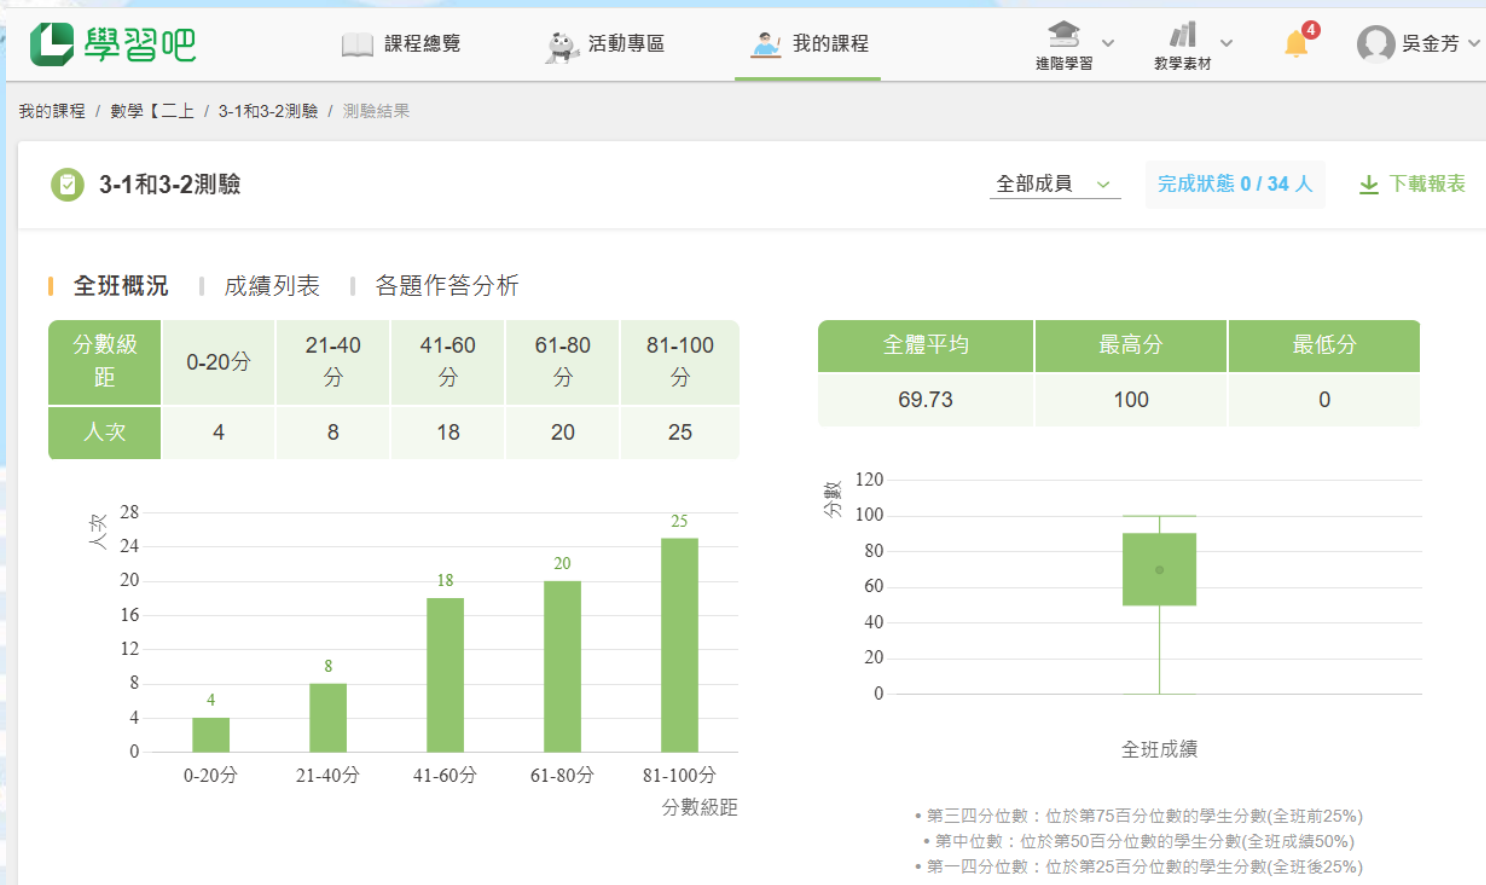 學習吧
課程總覽
活動專區
我的課程
進階學習
教學素材
4
吳金芳
我的課程 / 數學【二上 / 3-1和3-2測驗 / 測驗結果
3-1和3-2測驗
全部成員
完成狀態 0 / 34 人
下載報表
全班概況
成績列表
各題作答分析
分數級距 0-20分 21-40分 41-60分 61-80分 81-100分
人次 4 8 18 20 25
全體平均 最高分 最低分
69.73 100 0
人次
28
24
20
16
12
8
4
0
4
8
18
20
25
0-20分 21-40分 41-60分 61-80分 81-100分
分數級距
分數
120
100
80
60
40
20
0
全班成績
• 第三四分位數：位於第75百分位數的學生分數(全班前25%)
• 第中位數：位於第50百分位數的學生分數(全班成績50%)
• 第一四分位數：位於第25百分位數的學生分數(全班後25%)